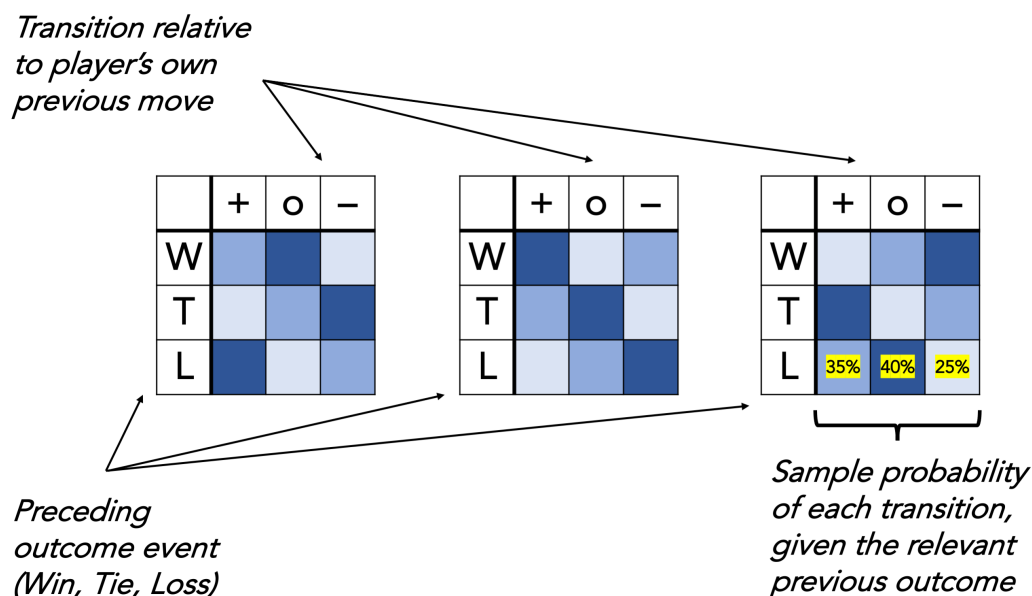 Transition relative
to player's own
previous move
+ o −
W
T
L
+ o −
W
T
L
+ o −
W
T
L 35% 40% 25%
Preceding
outcome event
(Win, Tie, Loss)
Sample probability
of each transition,
given the relevant
previous outcome